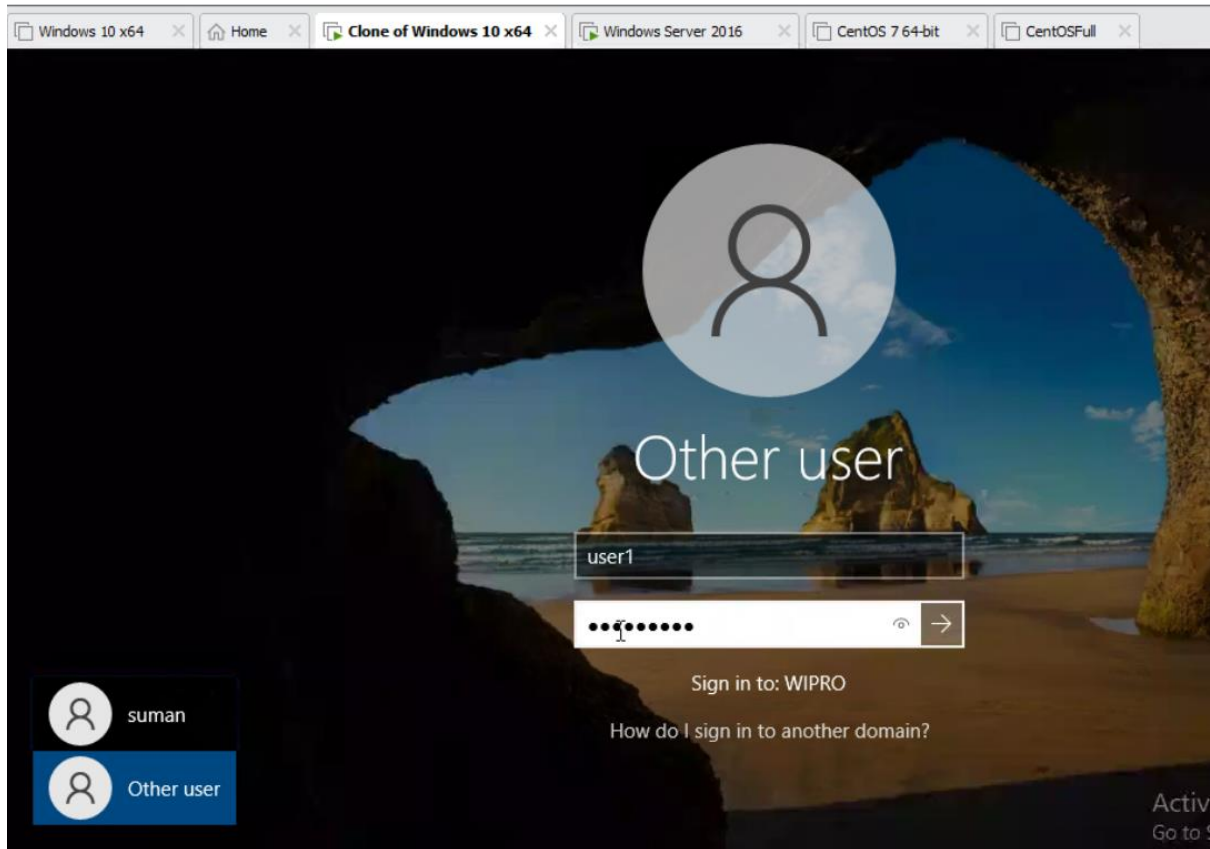 Windows 10 x64 Home Clone of Windows 10 x64 Windows Server 2016 CentOS 7 64-bit CentOSFull
Other user
user1
Sign in to: WIPRO
How do I sign in to another domain?
suman
Other user
Activ
Go to S